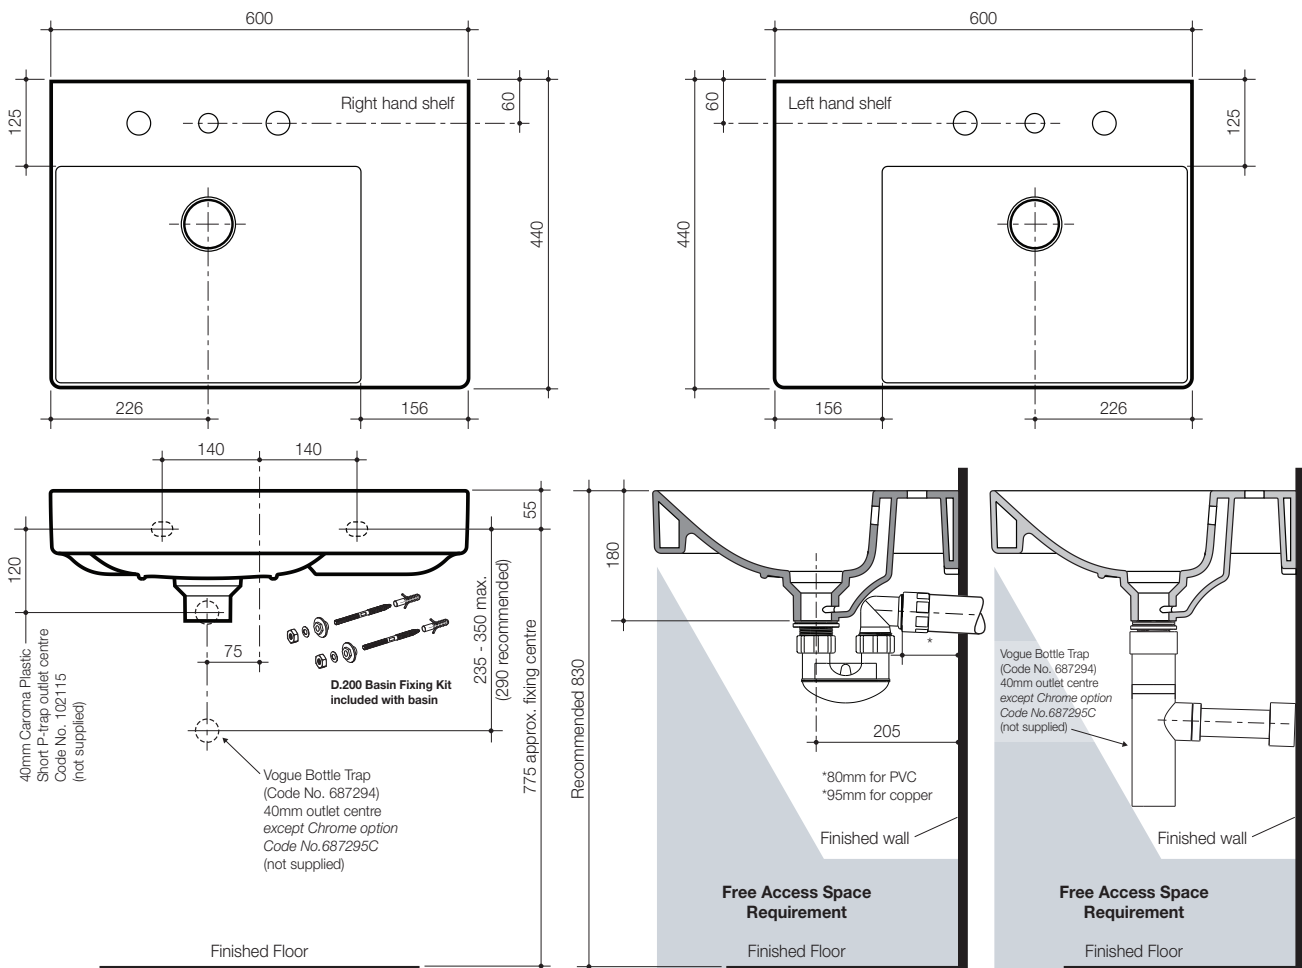 600
Right hand shelf
125
60
440
226
156
600
Left hand shelf
60
125
440
156
226
140
140
55
120
75
40mm Caroma Plastic
Short P-trap outlet centre
Code No. 102115
(not supplied)
D.200 Basin Fixing Kit
included with basin
235 - 350 max.
(290 recommended)
775 approx. fixing centre
Vogue Bottle Trap
(Code No. 687294)
40mm outlet centre
except Chrome option
Code No.687295C
(not supplied)
Finished Floor
Recommended 830
180
*
205
*80mm for PVC
*95mm for copper
Finished wall
Free Access Space
Requirement
Finished Floor
Vogue Bottle Trap
(Code No. 687294)
40mm outlet centre
except Chrome option
Code No.687295C
(not supplied)
Finished wall
Free Access Space
Requirement
Finished Floor